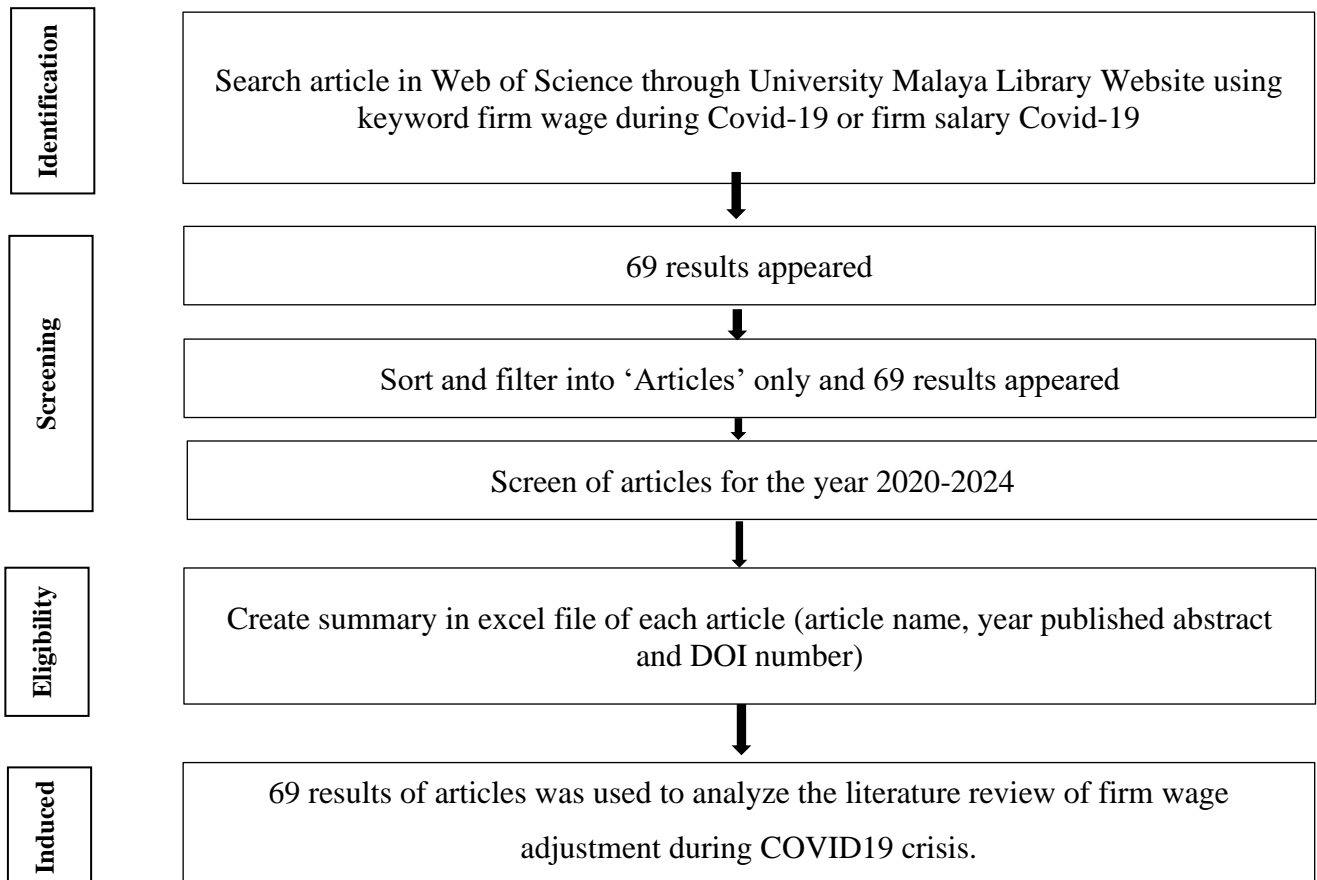 Identification
Search article in Web of Science through University Malaya Library Website using
keyword firm wage during Covid-19 or firm salary Covid-19
Screening
69 results appeared
Sort and filter into ‘Articles’ only and 69 results appeared
Screen of articles for the year 2020-2024
Eligibility
Create summary in excel file of each article (article name, year published abstract
and DOI number)
Induced
69 results of articles was used to analyze the literature review of firm wage
adjustment during COVID19 crisis.